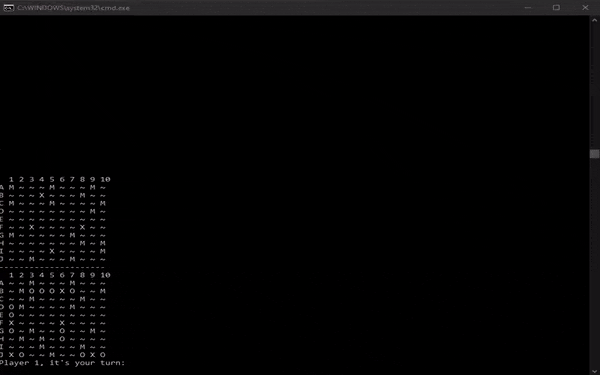 C:\WINDOWS\system32\cmd.exe
1 2 3 4 5 6 7 8 9 10
A M ~ ~ ~ M ~ ~ ~ M ~
B ~ ~ ~ X ~ ~ ~ M ~ ~
C M ~ ~ ~ M ~ ~ ~ ~ M
D ~ ~ ~ ~ ~ ~ ~ ~ M ~
E ~ ~ ~ ~ ~ ~ ~ ~ ~ ~
F ~ ~ X ~ ~ ~ ~ X ~ ~
G M ~ ~ ~ ~ ~ M ~ ~ ~
H ~ ~ ~ ~ ~ ~ ~ M ~ M
I ~ ~ ~ ~ X ~ ~ ~ ~ M
J ~ ~ M ~ ~ ~ M ~ ~ ~
-----------------------
1 2 3 4 5 6 7 8 9 10
A ~ ~ M ~ ~ ~ M ~ ~ ~
B ~ M O O O X O ~ ~ M
C ~ ~ M ~ ~ ~ ~ M ~ ~
D O M ~ ~ ~ ~ M ~ ~ ~
E O ~ ~ ~ ~ ~ ~ ~ ~ ~
F X ~ ~ ~ ~ X ~ ~ ~ ~
G O ~ M ~ ~ O ~ ~ M ~
H ~ M ~ M ~ O ~ ~ ~ ~
I ~ ~ ~ M ~ ~ ~ M ~ ~
J X O ~ ~ M ~ ~ O X O
Player 1, it's your turn: